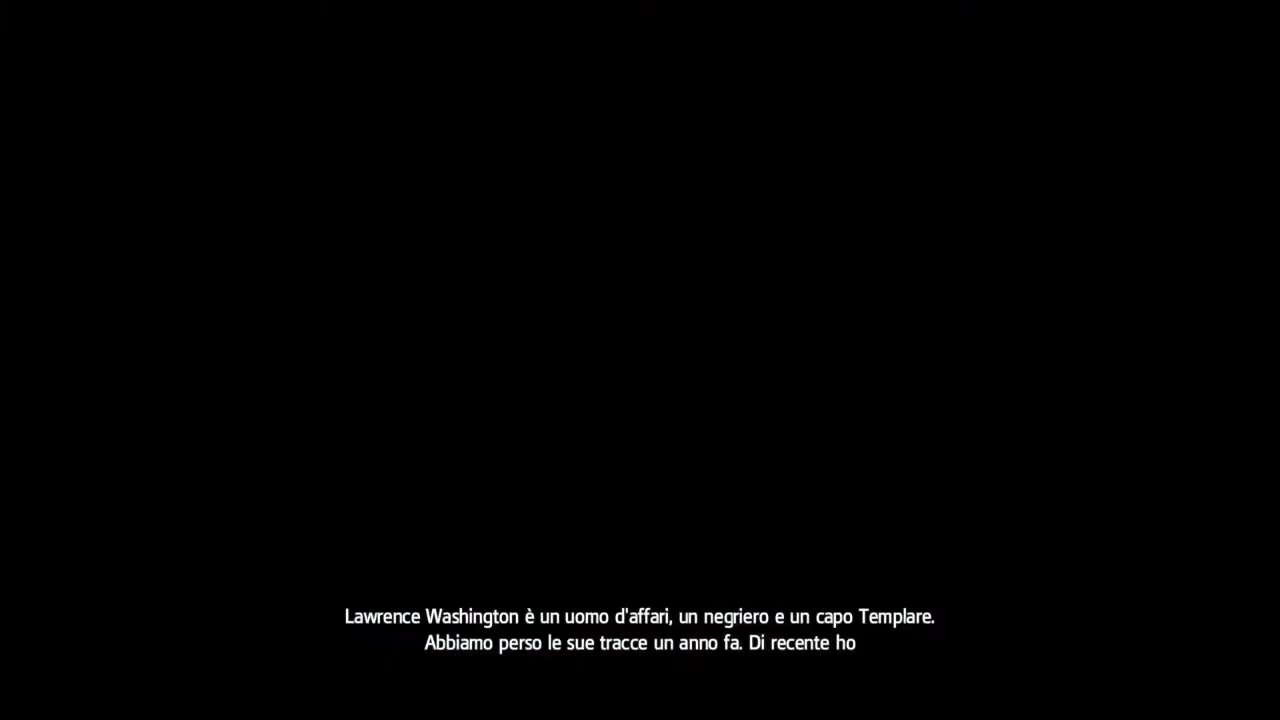 Lawrence Washington è un uomo d'affari, un negriero e un capo Templare.
Abbiamo perso le sue tracce un anno fa. Di recente ho